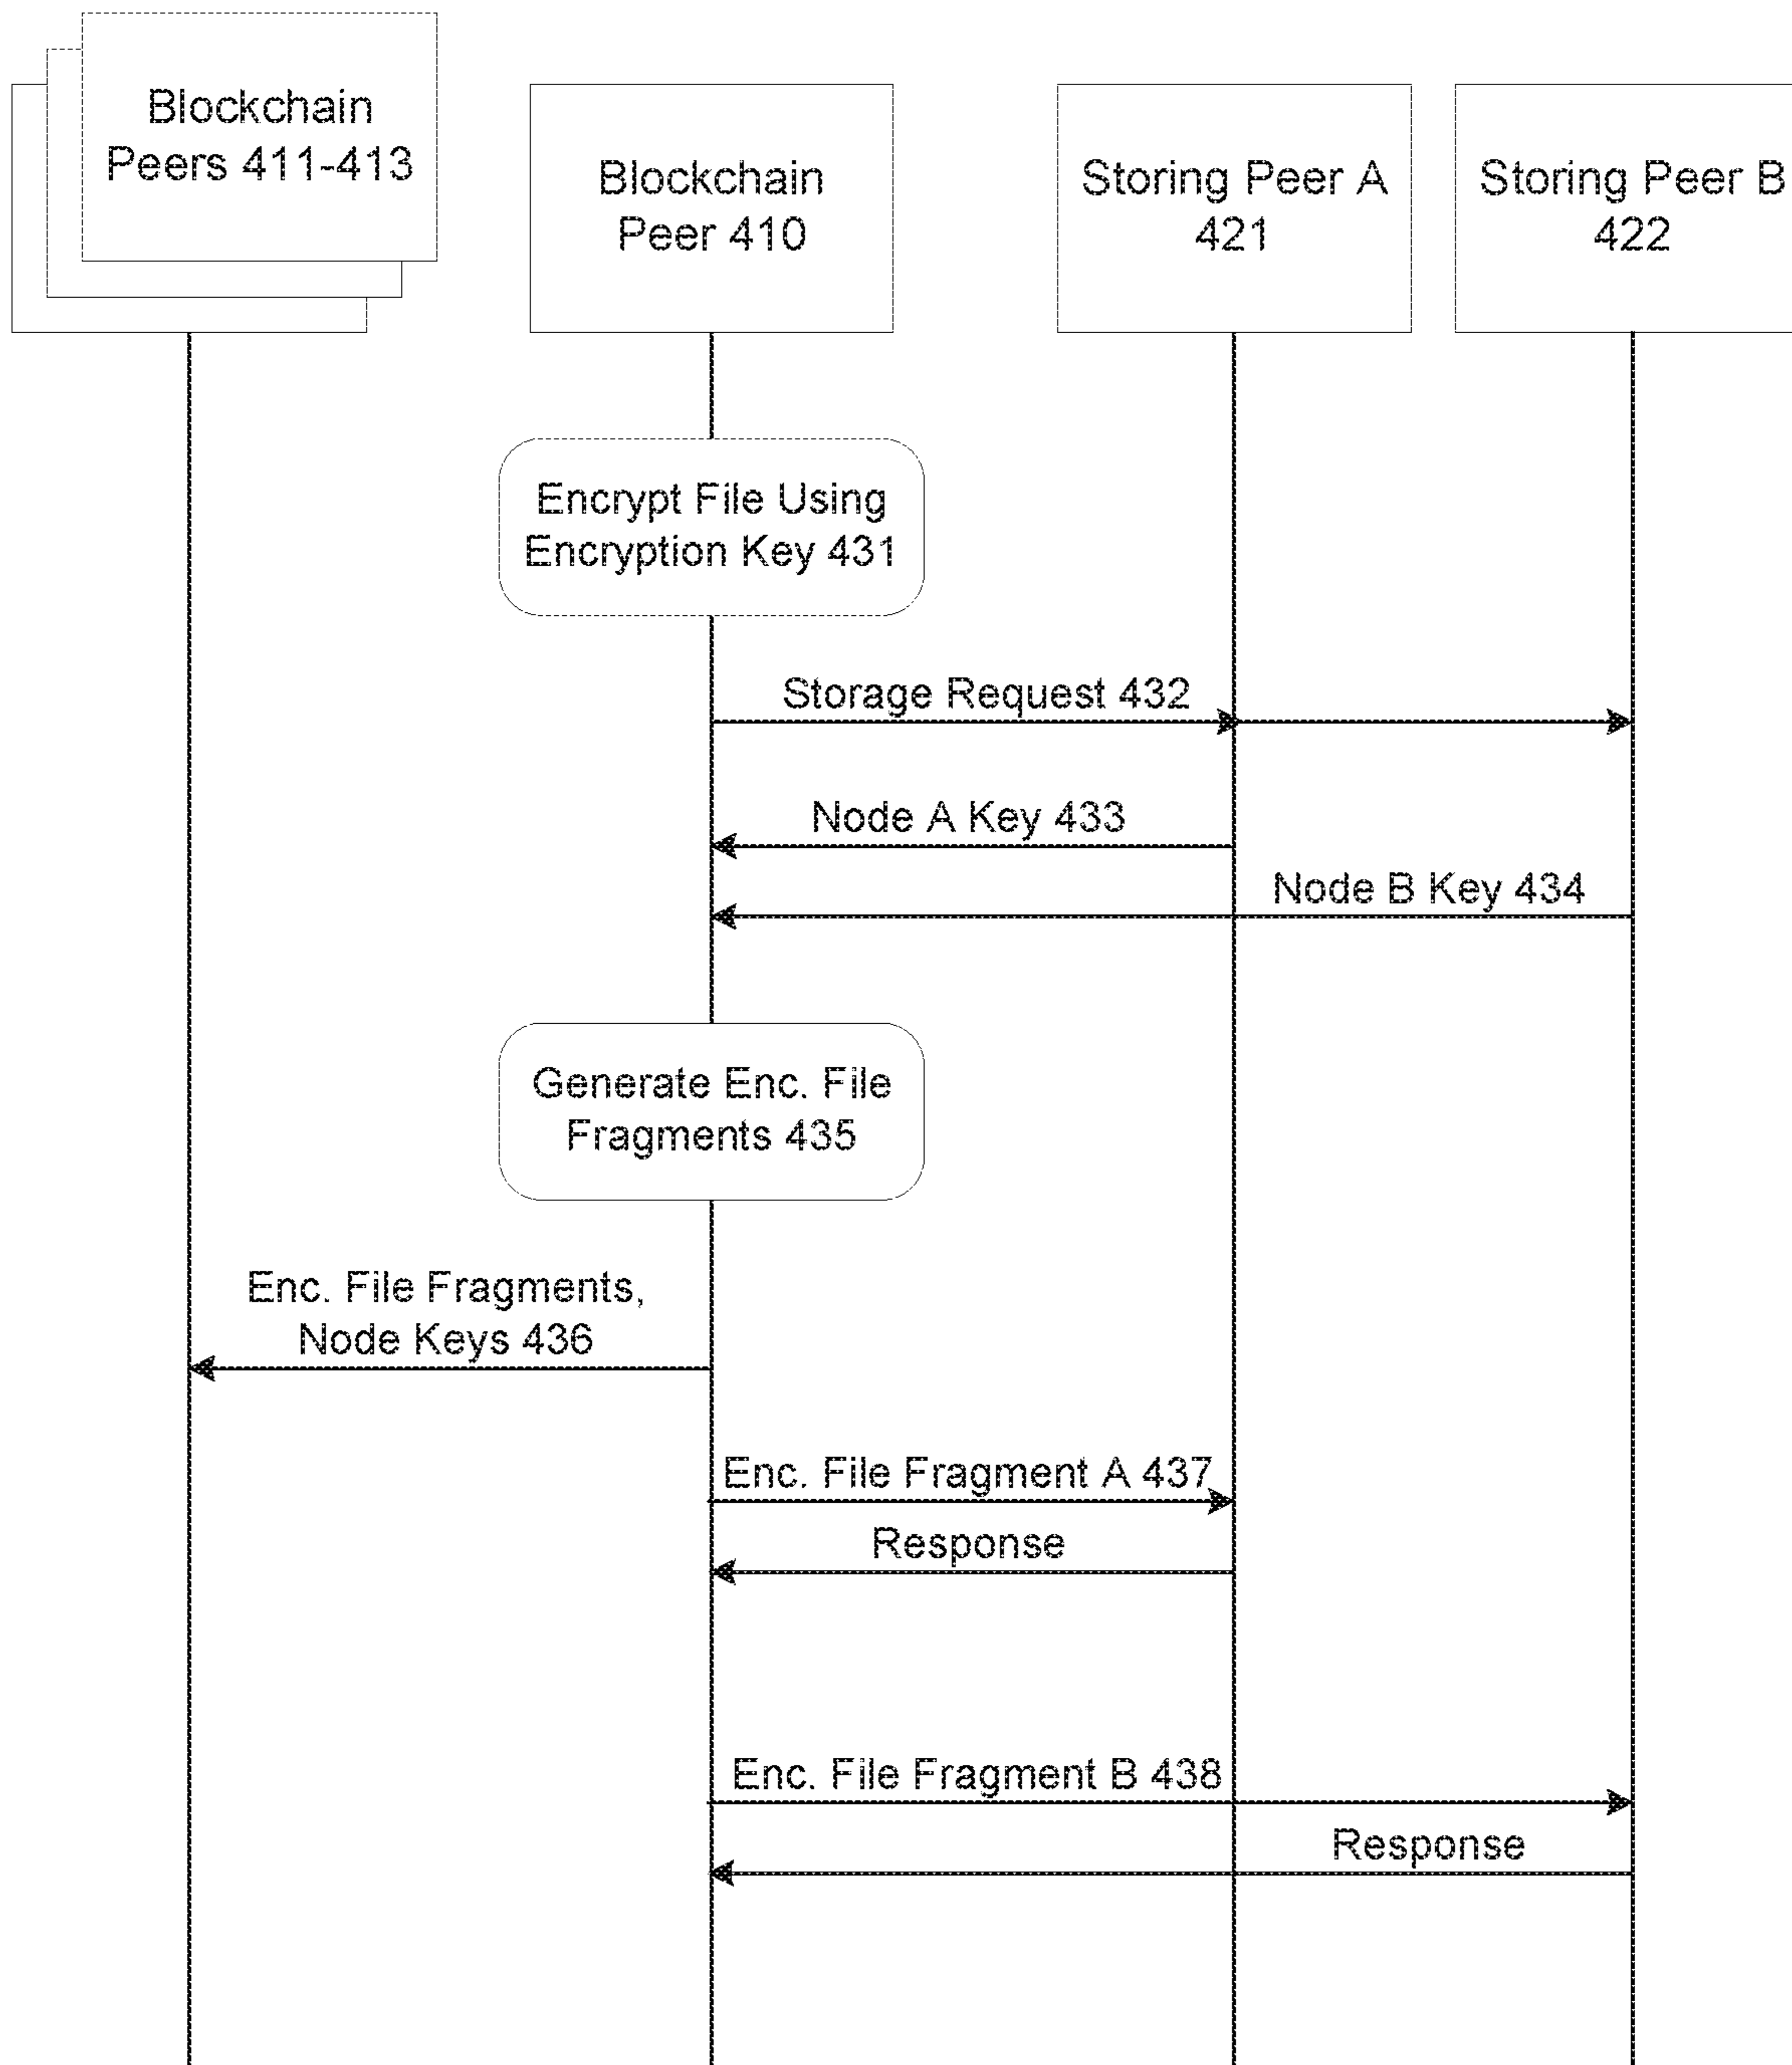 Blockchain
Peers 411-413
Blockchain
Peer 410
Storing Peer A
421
Storing Peer B
422
Encrypt File Using
Encryption Key 431
Storage Request 432
Node A Key 433
Node B Key 434
Generate Enc. File
Fragments 435
Enc. File Fragments,
Node Keys 436
Enc. File Fragment A 437
Response
Enc. File Fragment B 438
Response